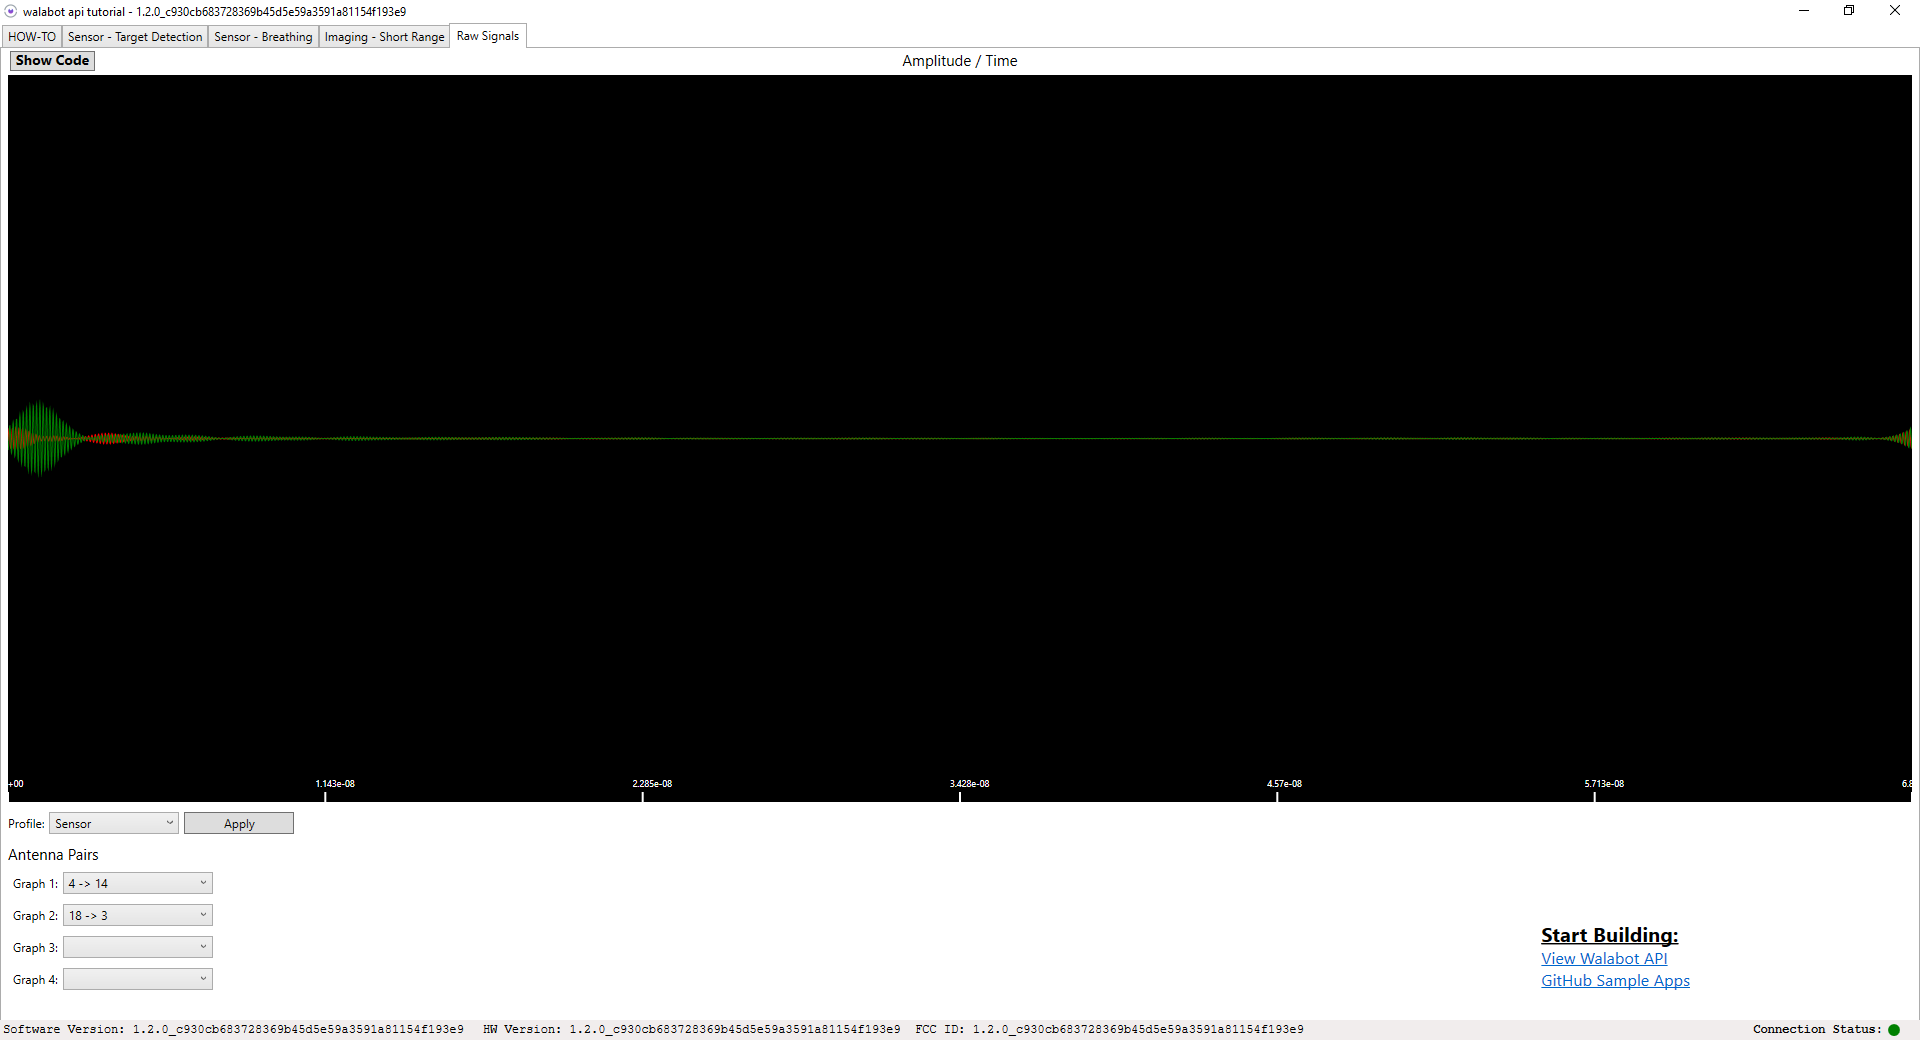 walabot api tutorial - 1.2.0_c930cb683728369b45d5e59a3591a81154f193e9
HOW-TO Sensor - Target Detection Sensor - Breathing Imaging - Short Range Raw Signals
Show Code Amplitude / Time
+00 1.143e-08 2.285e-08 3.428e-08 4.57e-08 5.713e-08 6.8
Profile: Sensor Apply
Antenna Pairs
Graph 1: 4 -> 14
Graph 2: 18 -> 3
Graph 3:
Graph 4:
Start Building:
View Walabot API
GitHub Sample Apps
Software Version: 1.2.0_c930cb683728369b45d5e59a3591a81154f193e9 HW Version: 1.2.0_c930cb683728369b45d5e59a3591a81154f193e9 FCC ID: 1.2.0_c930cb683728369b45d5e59a3591a81154f193e9 Connection Status: